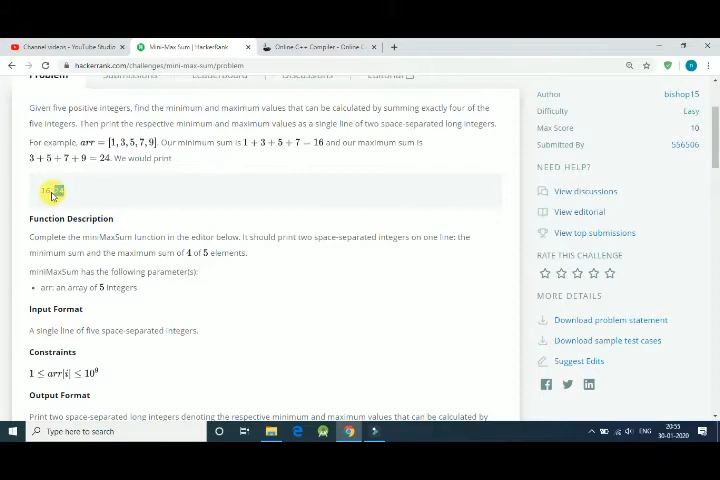 Channel videos - YouTube Studio
Mini-Max Sum | HackerRank
Online C++ Compiler - Online C
hackerrank.com/challenges/mini-max-sum/problem
Problem
Submissions
Leaderboard
Discussions
Editorial
Given five positive integers, find the minimum and maximum values that can be calculated by summing exactly four of
the five integers. Then print the respective minimum and maximum values as a single line of two space-separated long integers.
For example, arr = [1, 3, 5, 7, 9]. Our minimum sum is 1 + 3 + 5 + 7 = 16 and our maximum sum is
3 + 5 + 7 + 9 = 24. We would print
16 24
Function Description
Complete the miniMaxSum function in the editor below. It should print two space-separated integers on one line: the
minimum sum and the maximum sum of 4 of 5 elements.
miniMaxSum has the following parameter(s):
• arr: an array of 5 integers
Input Format
A single line of five space-separated integers.
Constraints
1 ≤ arr[i] ≤ 10⁹
Output Format
Print two space-separated long integers denoting the respective minimum and maximum values that can be calculated by
Author
bishop15
Difficulty
Easy
Max Score
10
Submitted By
556506
NEED HELP?
View discussions
View editorial
View top submissions
RATE THIS CHALLENGE
MORE DETAILS
Download problem statement
Download sample test cases
Suggest Edits
Type here to search
ENG
20:55
30-01-2020